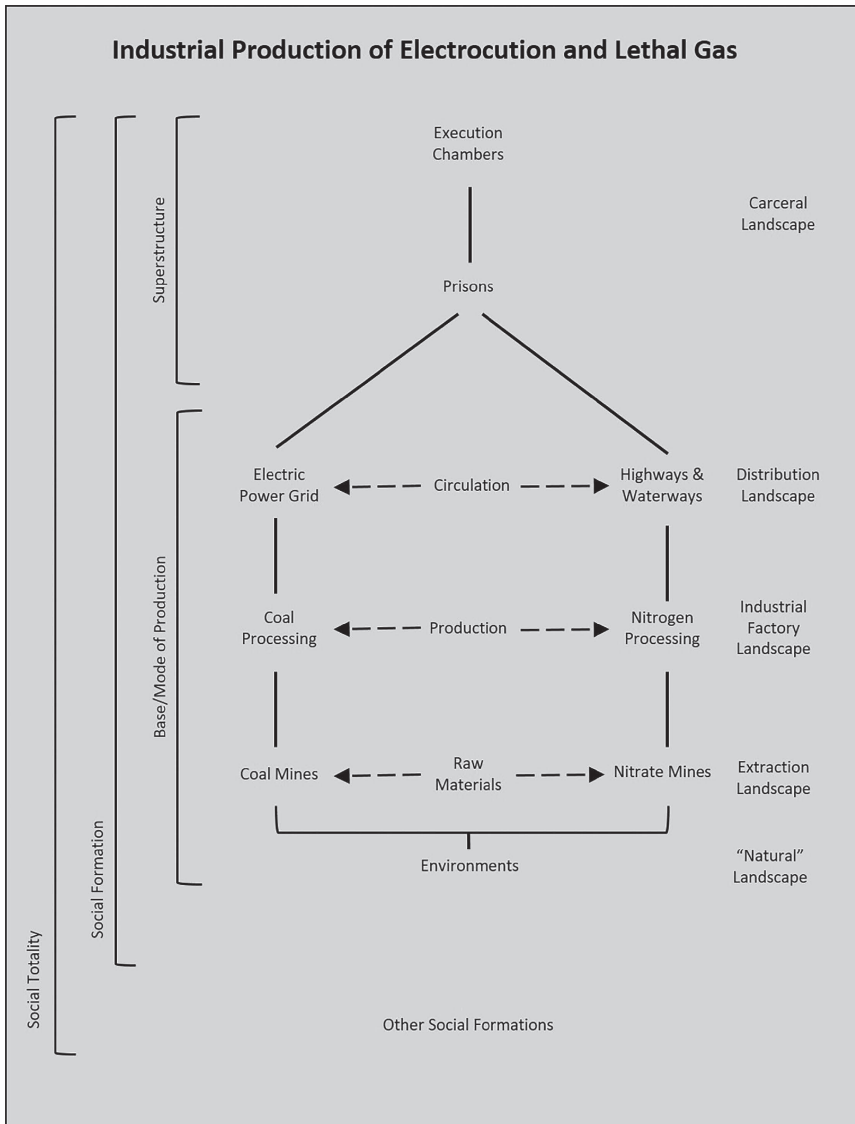 Industrial Production of Electrocution and Lethal Gas
Execution
Chambers
Carceral
Landscape
Superstructure
Prisons
Electric
Power Grid
Circulation
Highways &
Waterways
Distribution
Landscape
Base/Mode of Production
Coal
Processing
Production
Nitrogen
Processing
Industrial
Factory
Landscape
Coal Mines
Raw
Materials
Nitrate Mines
Extraction
Landscape
Environments
“Natural”
Landscape
Social Formation
Social Totality
Other Social Formations